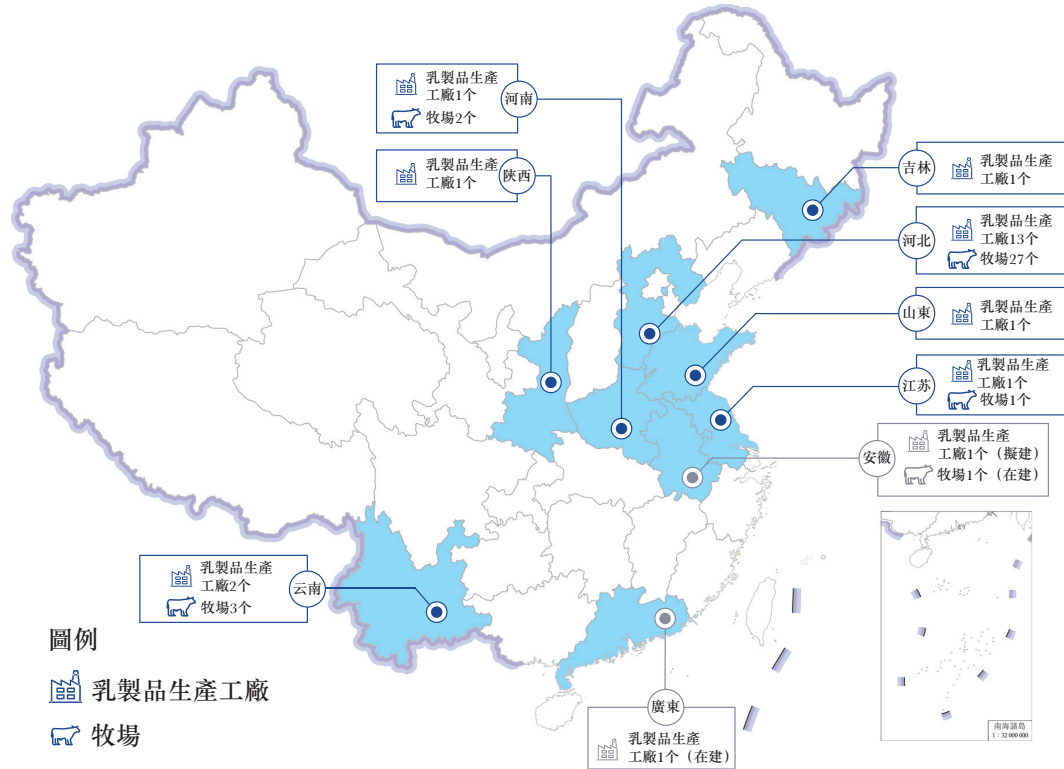 乳製品生產
工廠1个
牧場2个
河南
乳製品生產
工廠1个
陝西
吉林
乳製品生產
工廠1个
河北
乳製品生產
工廠13个
牧場27个
山東
乳製品生產
工廠1个
江苏
乳製品生產
工廠1个
牧場1个
安徽
乳製品生產
工廠1个（擬建）
牧場1个（在建）
乳製品生產
工廠2个
牧場3个
云南
廣東
乳製品生產
工廠1个（在建）
圖例
乳製品生產工廠
牧場
南海諸島
1：32 000 000